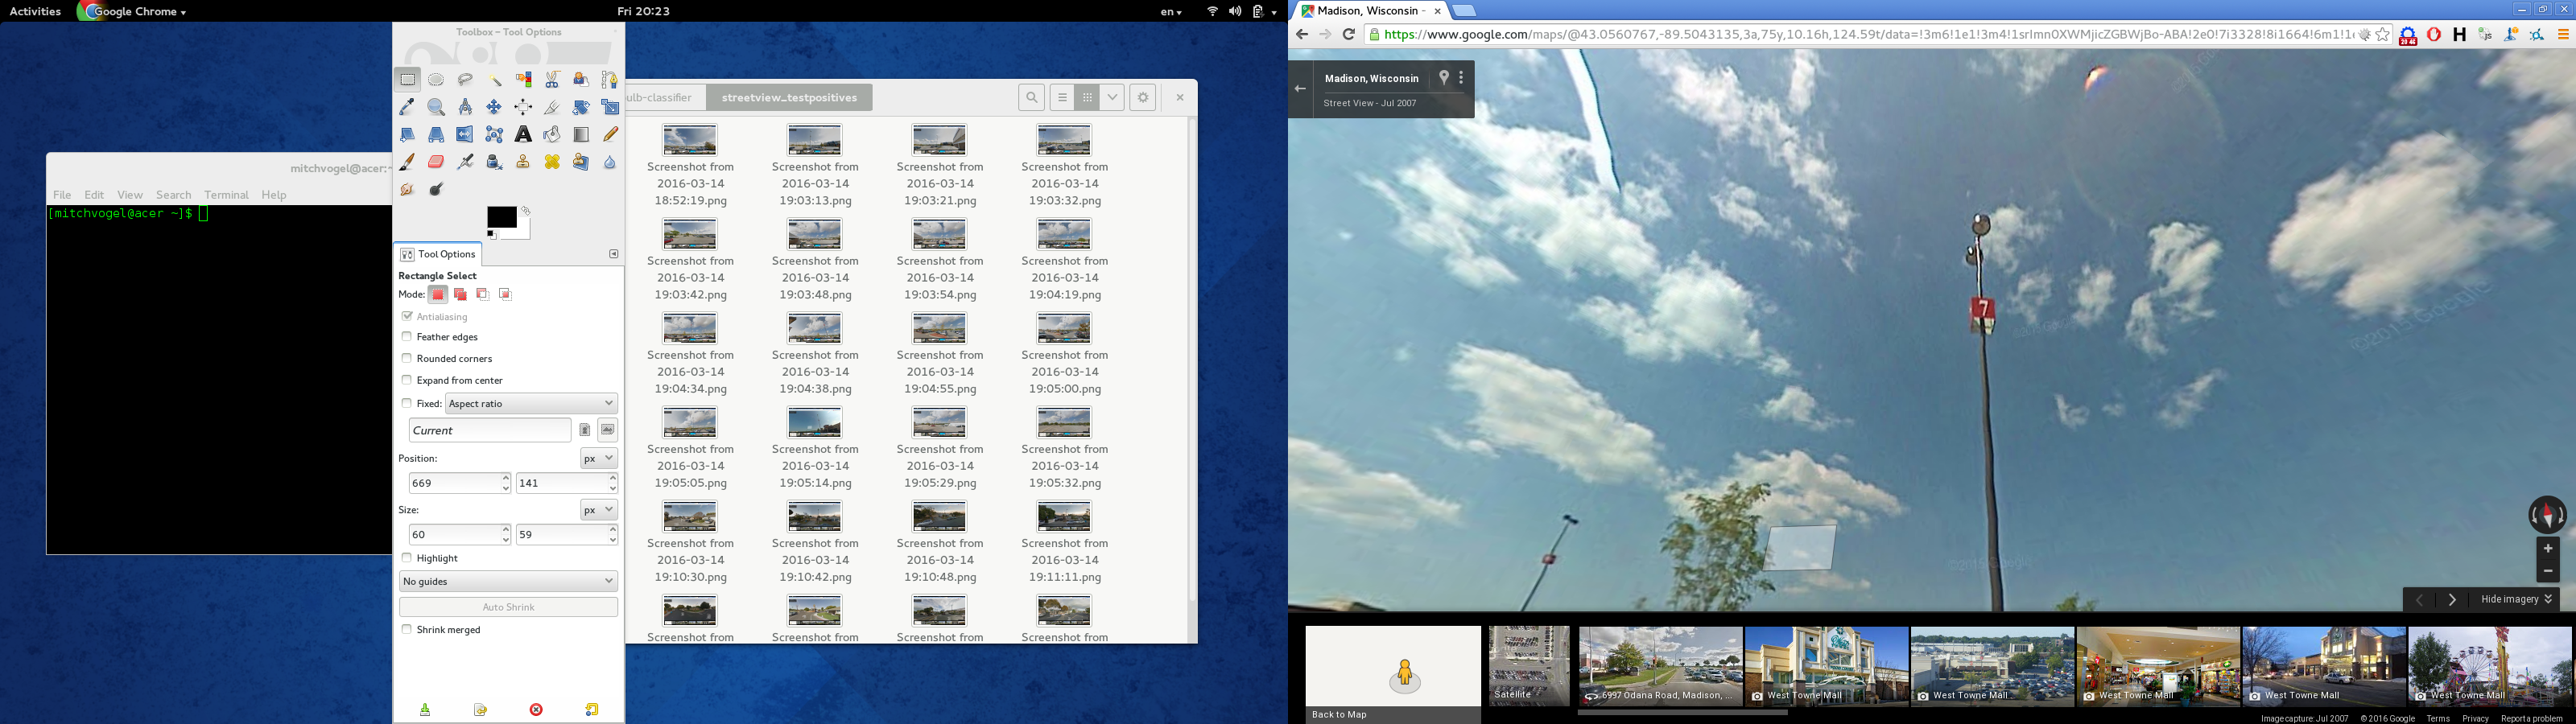 Activities
Google Chrome
Fri 20:23
en
Toolbox – Tool Options
mitchvogel@acer:~
File Edit View Search Terminal Help
[mitchvogel@acer ~]$
Tool Options
Rectangle Select
Mode:
Antialiasing
Feather edges
Rounded corners
Expand from center
Fixed: Aspect ratio
Current
Position: px
669 141
Size: px
60 59
Highlight
No guides
Auto Shrink
Shrink merged
ulb-classifier
streetview_testpositives
Screenshot from 2016-03-14 18:52:19.png
Screenshot from 2016-03-14 19:03:13.png
Screenshot from 2016-03-14 19:03:21.png
Screenshot from 2016-03-14 19:03:32.png
Screenshot from 2016-03-14 19:03:42.png
Screenshot from 2016-03-14 19:03:48.png
Screenshot from 2016-03-14 19:03:54.png
Screenshot from 2016-03-14 19:04:19.png
Screenshot from 2016-03-14 19:04:34.png
Screenshot from 2016-03-14 19:04:38.png
Screenshot from 2016-03-14 19:04:55.png
Screenshot from 2016-03-14 19:05:00.png
Screenshot from 2016-03-14 19:05:05.png
Screenshot from 2016-03-14 19:05:14.png
Screenshot from 2016-03-14 19:05:29.png
Screenshot from 2016-03-14 19:05:32.png
Screenshot from 2016-03-14 19:10:30.png
Screenshot from 2016-03-14 19:10:42.png
Screenshot from 2016-03-14 19:10:48.png
Screenshot from 2016-03-14 19:11:11.png
Screenshot from
Screenshot from
Screenshot from
Screenshot from
Madison, Wisconsin -
https://www.google.com/maps/@43.0560767,-89.5043135,3a,75y,10.16h,124.59t/data=!3m6!1e1!3m4!1srImn0XWMjicZGBWjBo-ABA!2e0!7i3328!8i1664!6m1!1
20:46
H
js
Madison, Wisconsin
Street View - Jul 2007
7
Hide imagery
Back to Map
Satellite
6997 Odana Road, Madison, ...
West Towne Mall
West Towne Mall
West Towne Mall
West Towne Mall
West Towne Mall
Image capture: Jul 2007 © 2016 Google Terms Privacy Report a problem